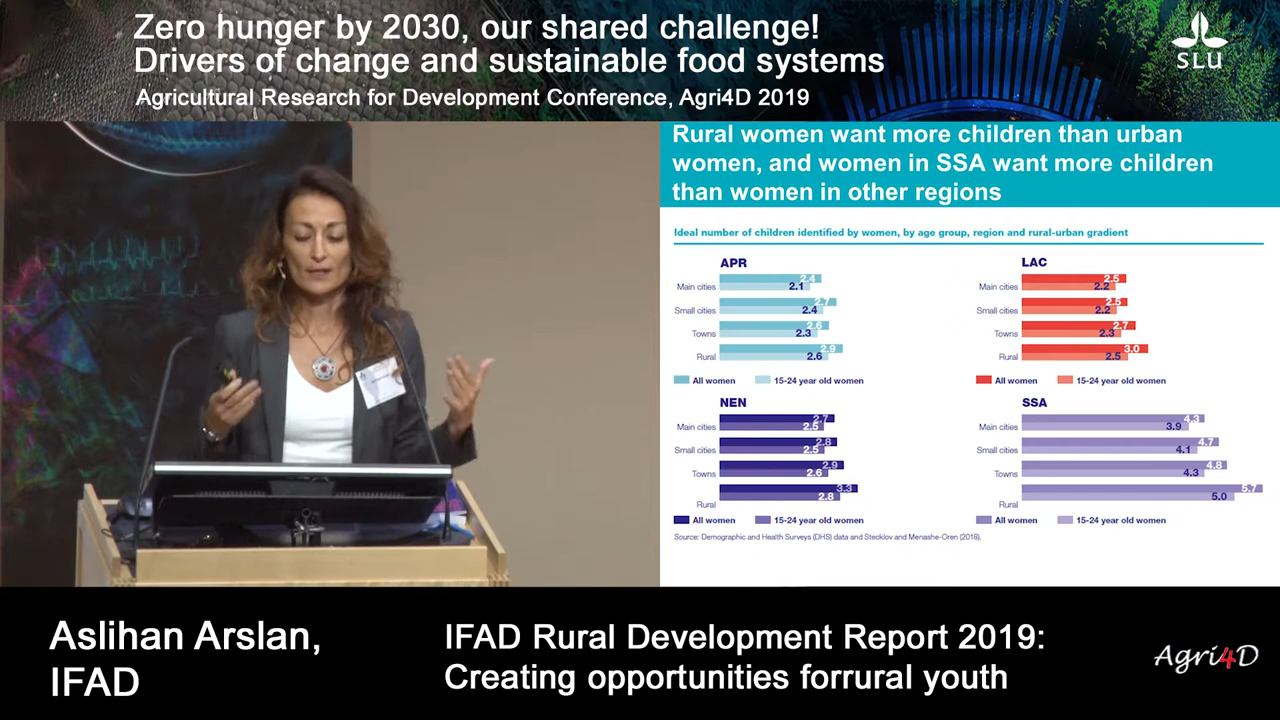 Zero hunger by 2030, our shared challenge!
Drivers of change and sustainable food systems
Agricultural Research for Development Conference, Agri4D 2019
SLU
Rural women want more children than urban
women, and women in SSA want more children
than women in other regions
Ideal number of children identified by women, by age group, region and rural-urban gradient
APR
Main cities 2.4 2.1
Small cities 2.7 2.4
Towns 2.6 2.3
Rural 2.9 2.6
All women 15-24 year old women
LAC
Main cities 2.5 2.2
Small cities 2.5 2.2
Towns 2.7 2.3
Rural 3.0 2.5
All women 15-24 year old women
NEN
Main cities 2.7 2.5
Small cities 2.8 2.5
Towns 2.9 2.6
Rural 3.3 2.8
All women 15-24 year old women
SSA
Main cities 4.3 3.9
Small cities 4.7 4.1
Towns 4.8 4.3
Rural 5.7 5.0
All women 15-24 year old women
Source: Demographic and Health Surveys (DHS) data and Stecklov and Menashe-Oren (2018).
Aslihan Arslan,
IFAD
IFAD Rural Development Report 2019:
Creating opportunities forrural youth
Agri4D